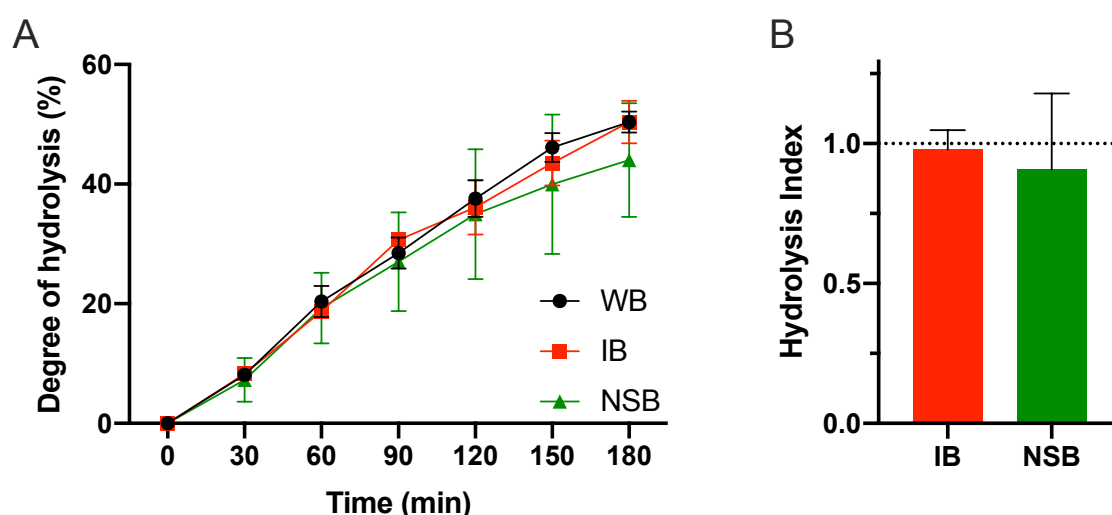 A
Degree of hydrolysis (%)
60
40
20
0
WB
IB
NSB
0 30 60 90 120 150 180
Time (min)
B
Hydrolysis Index
1.0
0.5
0.0
IB NSB